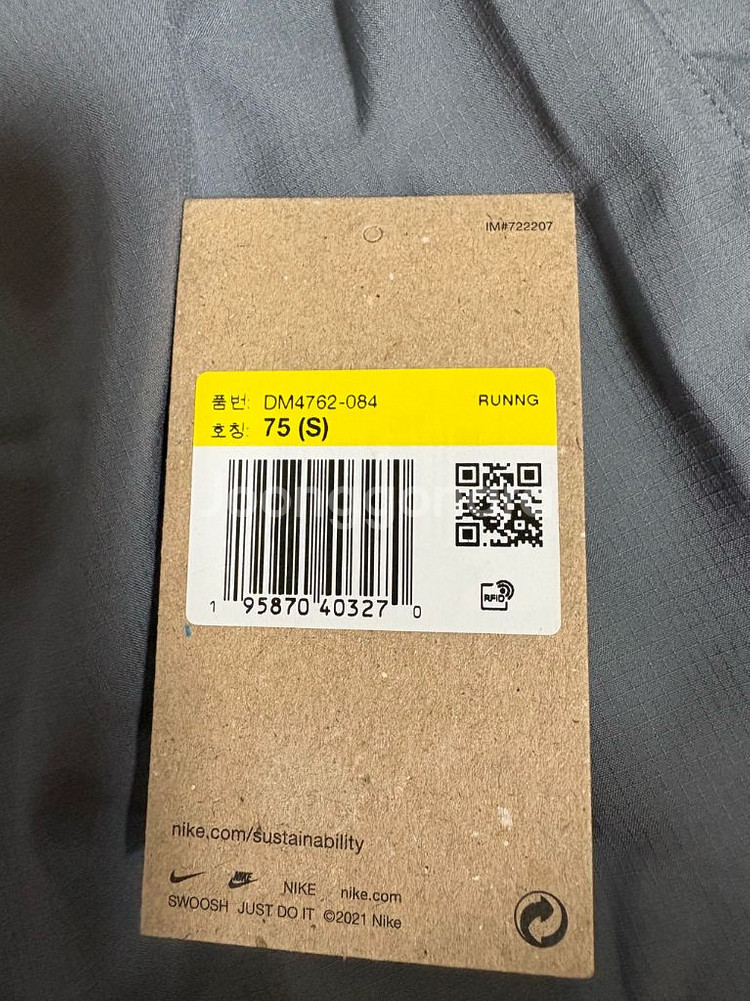 IM#722207
품번: DM4762-084 RUNNG
호칭: 75 (S)
1 95870 40327 0
RFID
nike.com/sustainability
NIKE NIKE nike.com
SWOOSH JUST DO IT ©2021 Nike